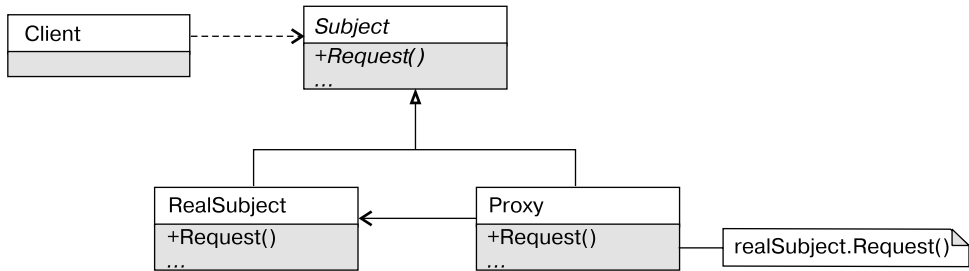 Client
Subject
+Request()
...
RealSubject
+Request()
...
Proxy
+Request()
...
realSubject.Request()